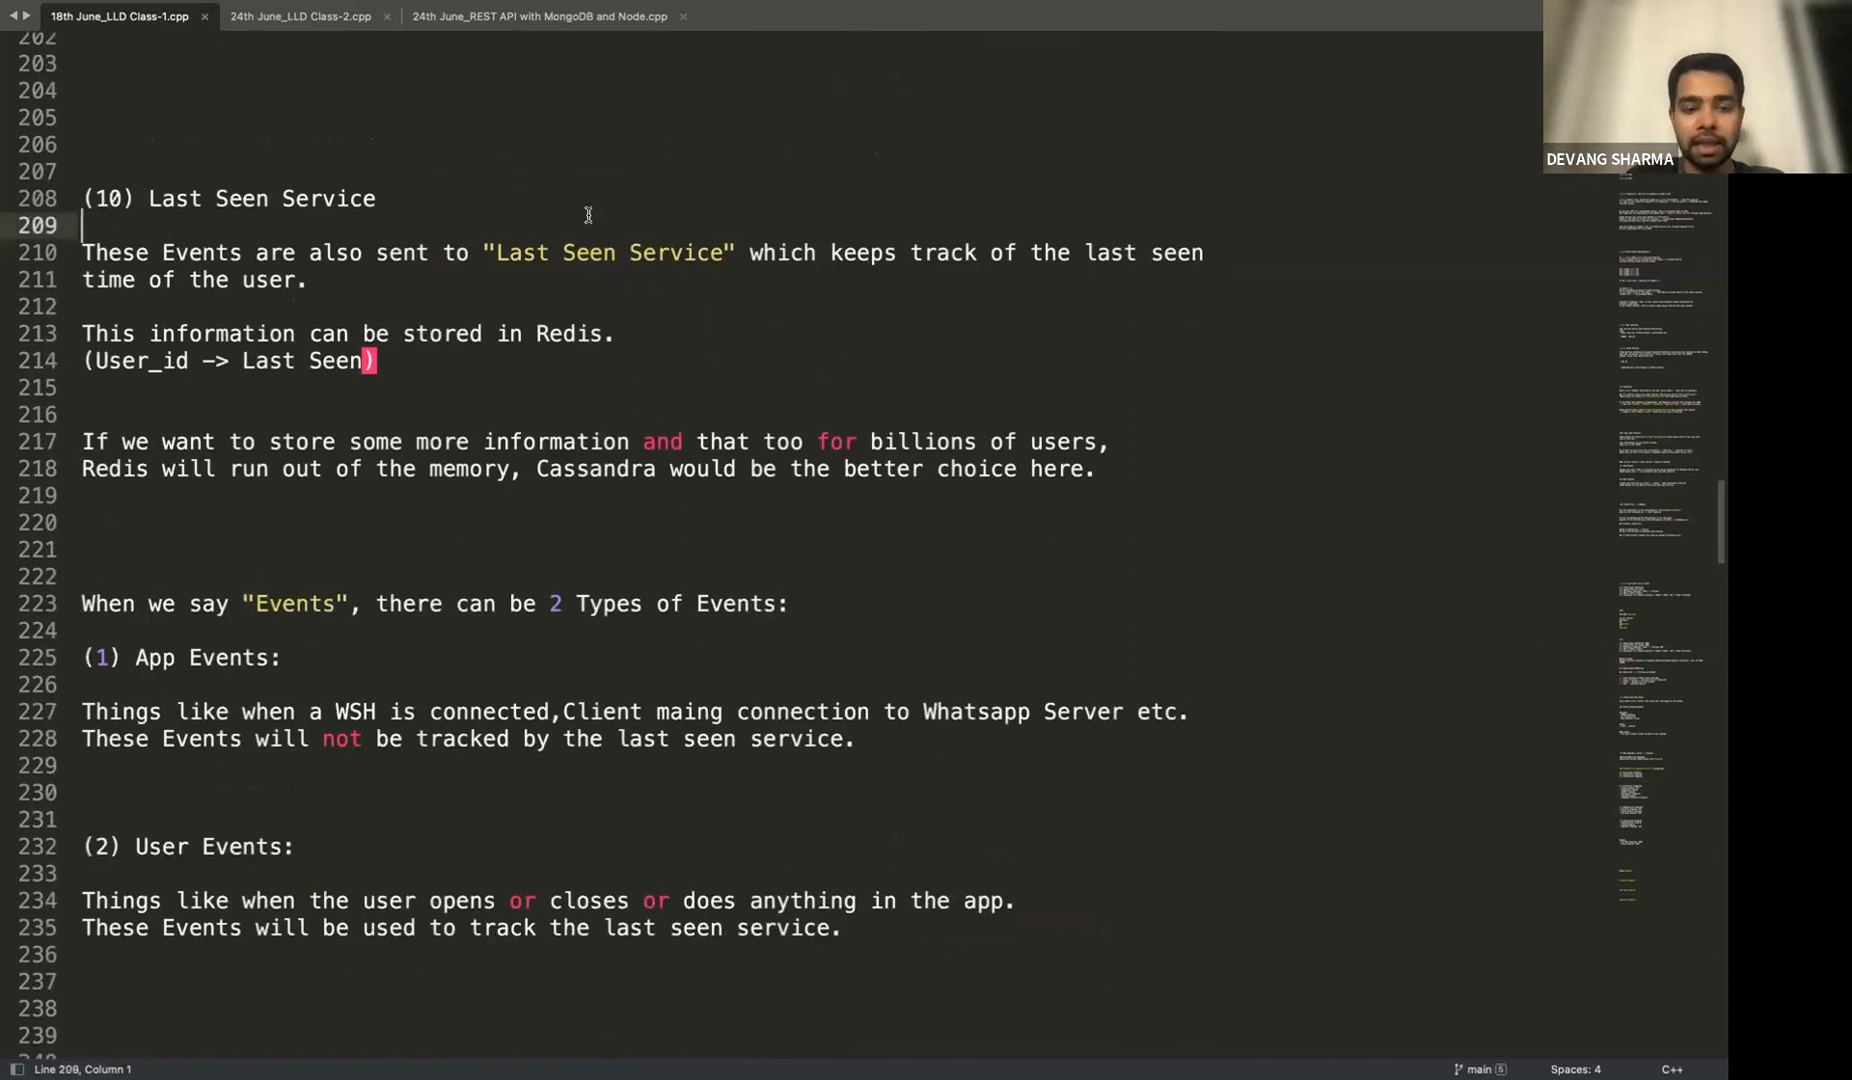 18th June_LLD Class-1.cpp ×
24th June_LLD Class-2.cpp ×
24th June_REST API with MongoDB and Node.cpp ×
DEVANG SHARMA
202
203
204
205
206
207
208 (10) Last Seen Service
209
210 These Events are also sent to "Last Seen Service" which keeps track of the last seen
211 time of the user.
212
213 This information can be stored in Redis.
214 (User_id -> Last Seen)
215
216
217 If we want to store some more information and that too for billions of users,
218 Redis will run out of the memory, Cassandra would be the better choice here.
219
220
221
222
223 When we say "Events", there can be 2 Types of Events:
224
225 (1) App Events:
226
227 Things like when a WSH is connected,Client maing connection to Whatsapp Server etc.
228 These Events will not be tracked by the last seen service.
229
230
231
232 (2) User Events:
233
234 Things like when the user opens or closes or does anything in the app.
235 These Events will be used to track the last seen service.
236
237
238
239
Line 209, Column 1
main 5
Spaces: 4
C++